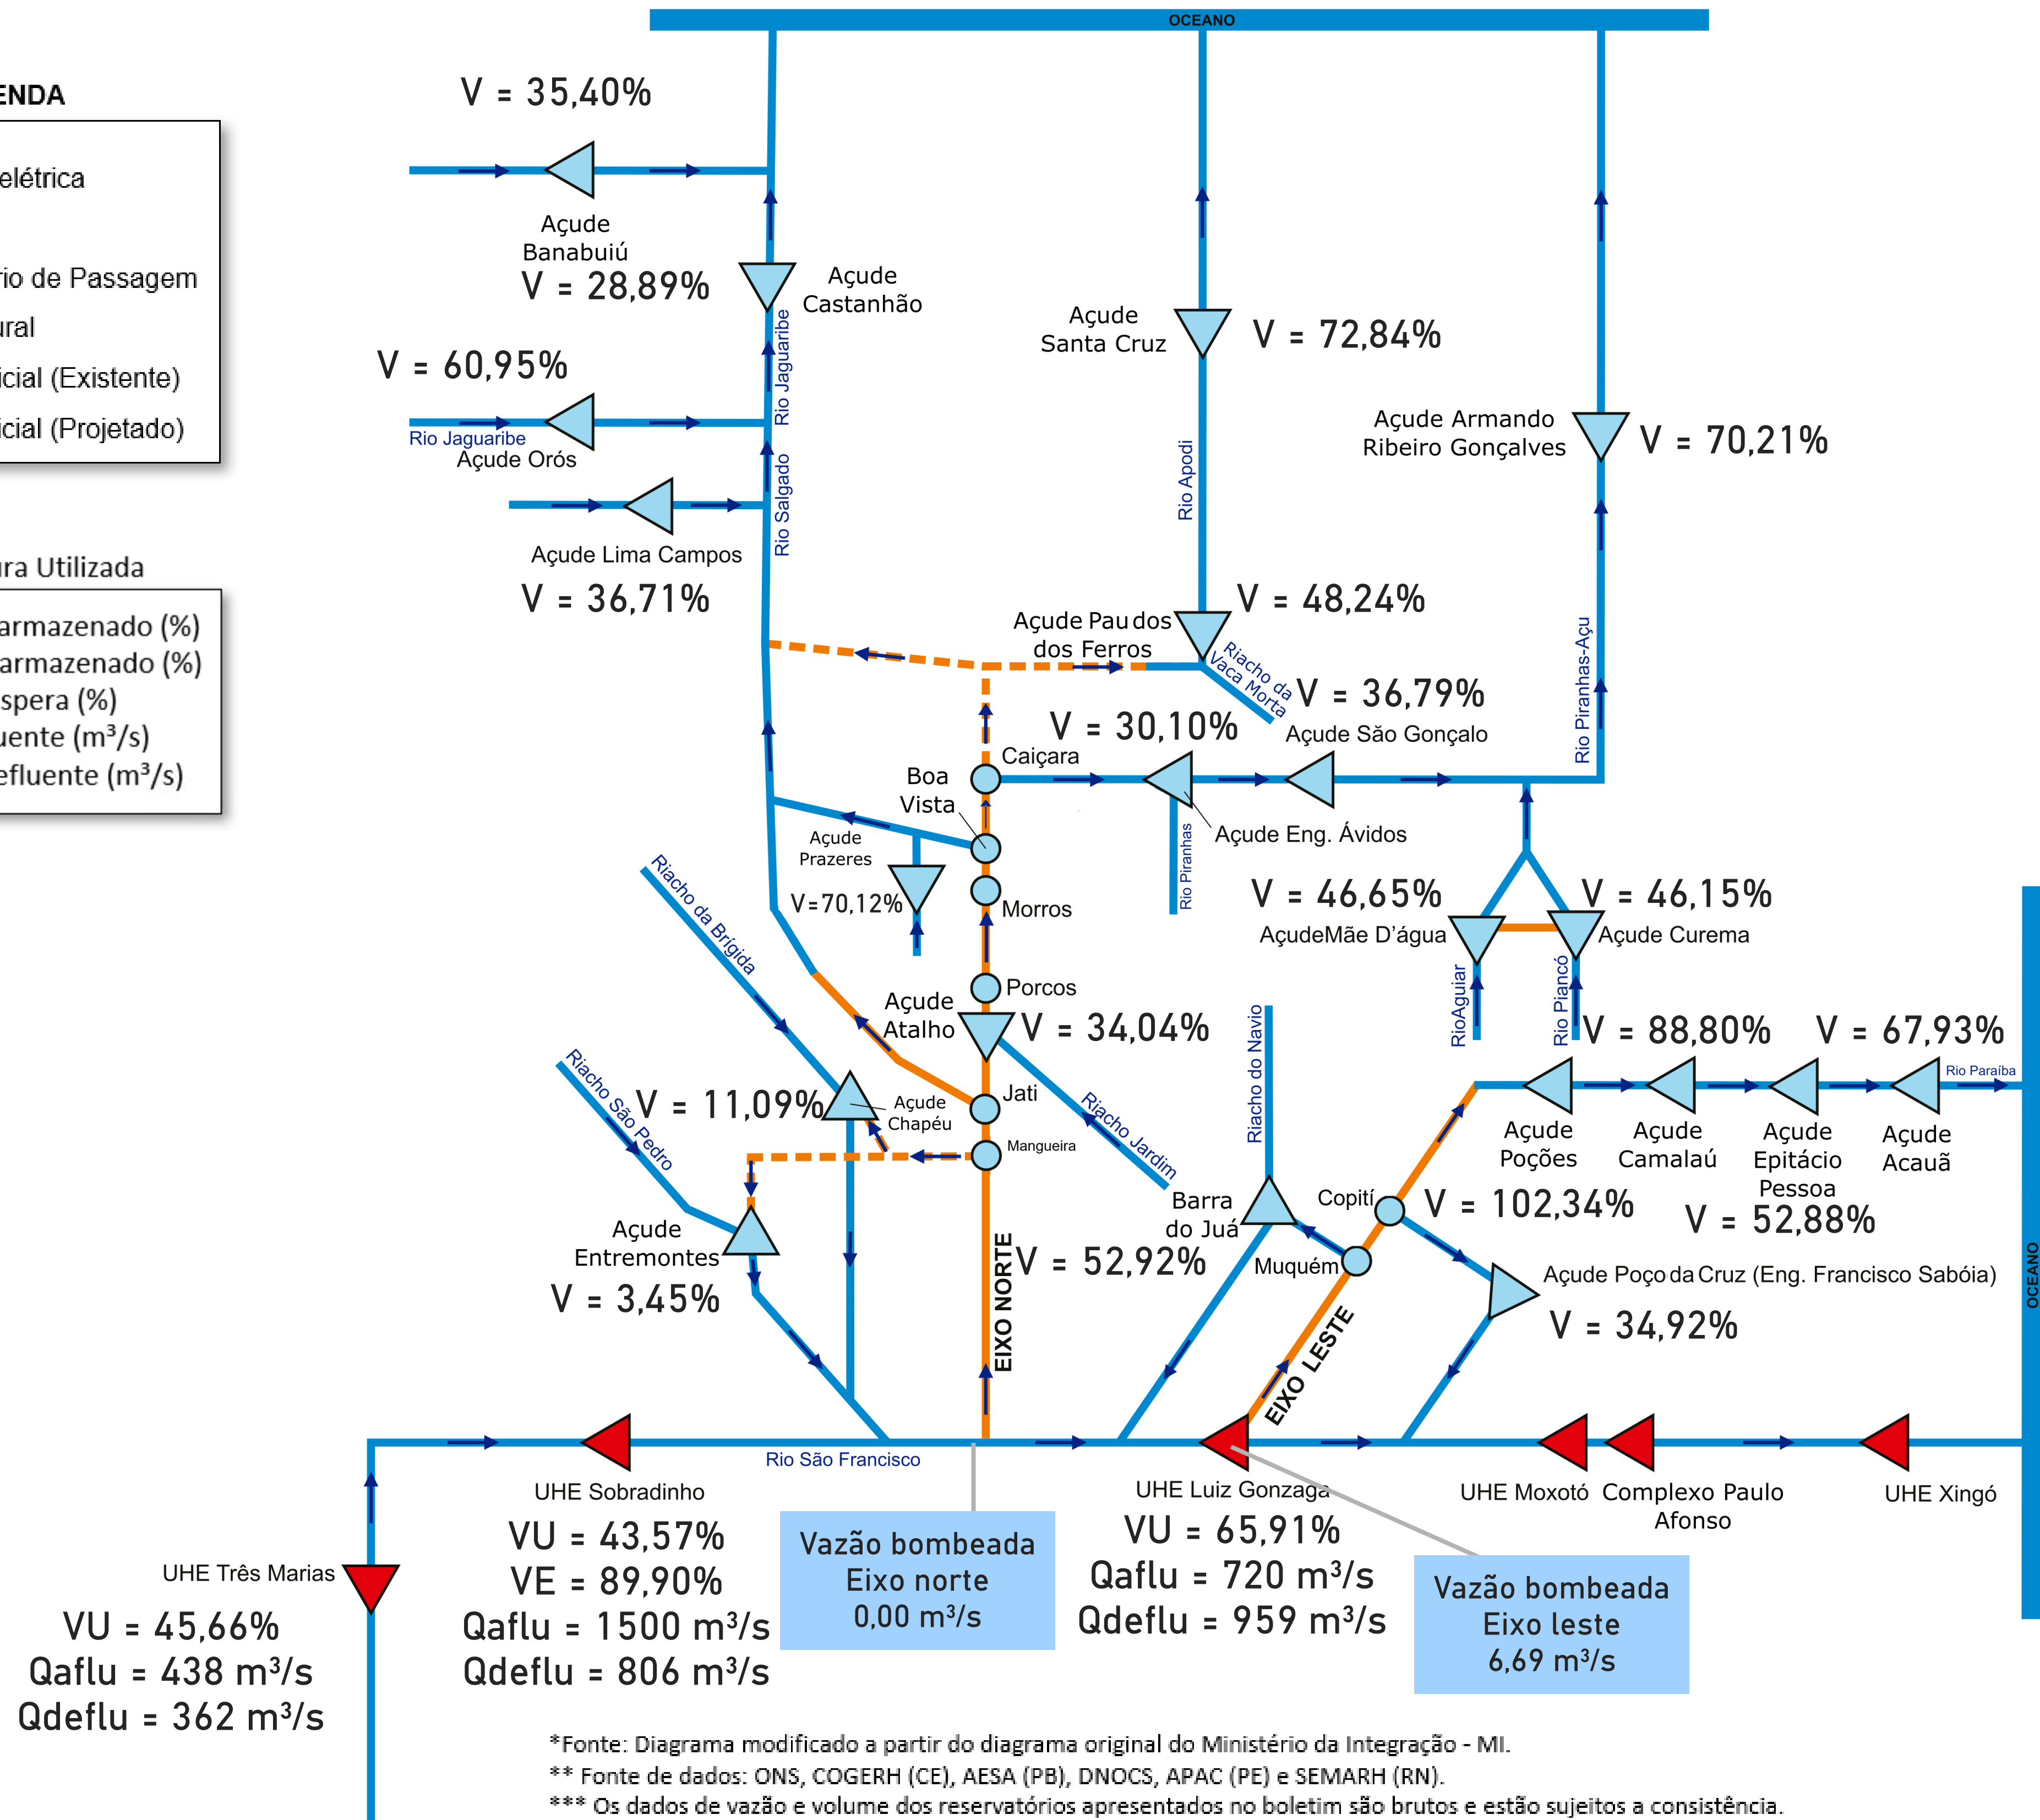 OCEANO
ENDA
elétrica
rio de Passagem
ural
icial (Existente)
icial (Projetado)
ura Utilizada
armazenado (%)
armazenado (%)
spera (%)
uente (m³/s)
efluente (m³/s)
V = 35,40%
Açude
Banabuiú
V = 28,89%
Açude
Castanhão
Rio Jaguaribe
V = 60,95%
Rio Jaguaribe
Açude Orós
Rio Salgado
Açude Lima Campos
V = 36,71%
Açude
Santa Cruz
V = 72,84%
Rio Apodi
Açude Armando
Ribeiro Gonçalves
V = 70,21%
Rio Piranhas-Açu
Açude Pau dos
dos Ferros
V = 48,24%
Riacho da
Vaca Morta
V = 36,79%
Açude São Gonçalo
V = 30,10%
Caiçara
Boa
Vista
Açude Eng. Ávidos
Rio Piranhas
Açude
Prazeres
V=70,12%
Morros
Riacho da Brígida
V = 46,65%
AçudeMãe D'água
V = 46,15%
Açude Curema
RioAguiar
Rio Piancó
Porcos
Açude
Atalho
V = 34,04%
Riacho do Navio
V = 88,80%
V = 67,93%
Rio Paraíba
Riacho São Pedro
V = 11,09%
Açude
Chapéu
Jati
Mangueira
Riacho Jardim
Açude
Poções
Açude
Camalaú
Açude
Epitácio
Pessoa
Açude
Acauã
V = 102,34%
V = 52,88%
Barra
do Juá
Copití
Muquém
V = 52,92%
Açude
Entremontes
V = 3,45%
EIXO NORTE
EIXO LESTE
Açude Poço da Cruz (Eng. Francisco Sabóia)
V = 34,92%
OCEANO
Rio São Francisco
UHE Sobradinho
VU = 43,57%
VE = 89,90%
Qaflu = 1500 m³/s
Qdeflu = 806 m³/s
Vazão bombeada
Eixo norte
0,00 m³/s
UHE Luiz Gonzaga
VU = 65,91%
Qaflu = 720 m³/s
Qdeflu = 959 m³/s
Vazão bombeada
Eixo leste
6,69 m³/s
UHE Moxotó
Complexo Paulo
Afonso
UHE Xingó
UHE Três Marias
VU = 45,66%
Qaflu = 438 m³/s
Qdeflu = 362 m³/s
*Fonte: Diagrama modificado a partir do diagrama original do Ministério da Integração - MI.
** Fonte de dados: ONS, COGERH (CE), AESA (PB), DNOCS, APAC (PE) e SEMARH (RN).
*** Os dados de vazão e volume dos reservatórios apresentados no boletim são brutos e estão sujeitos a consistência.